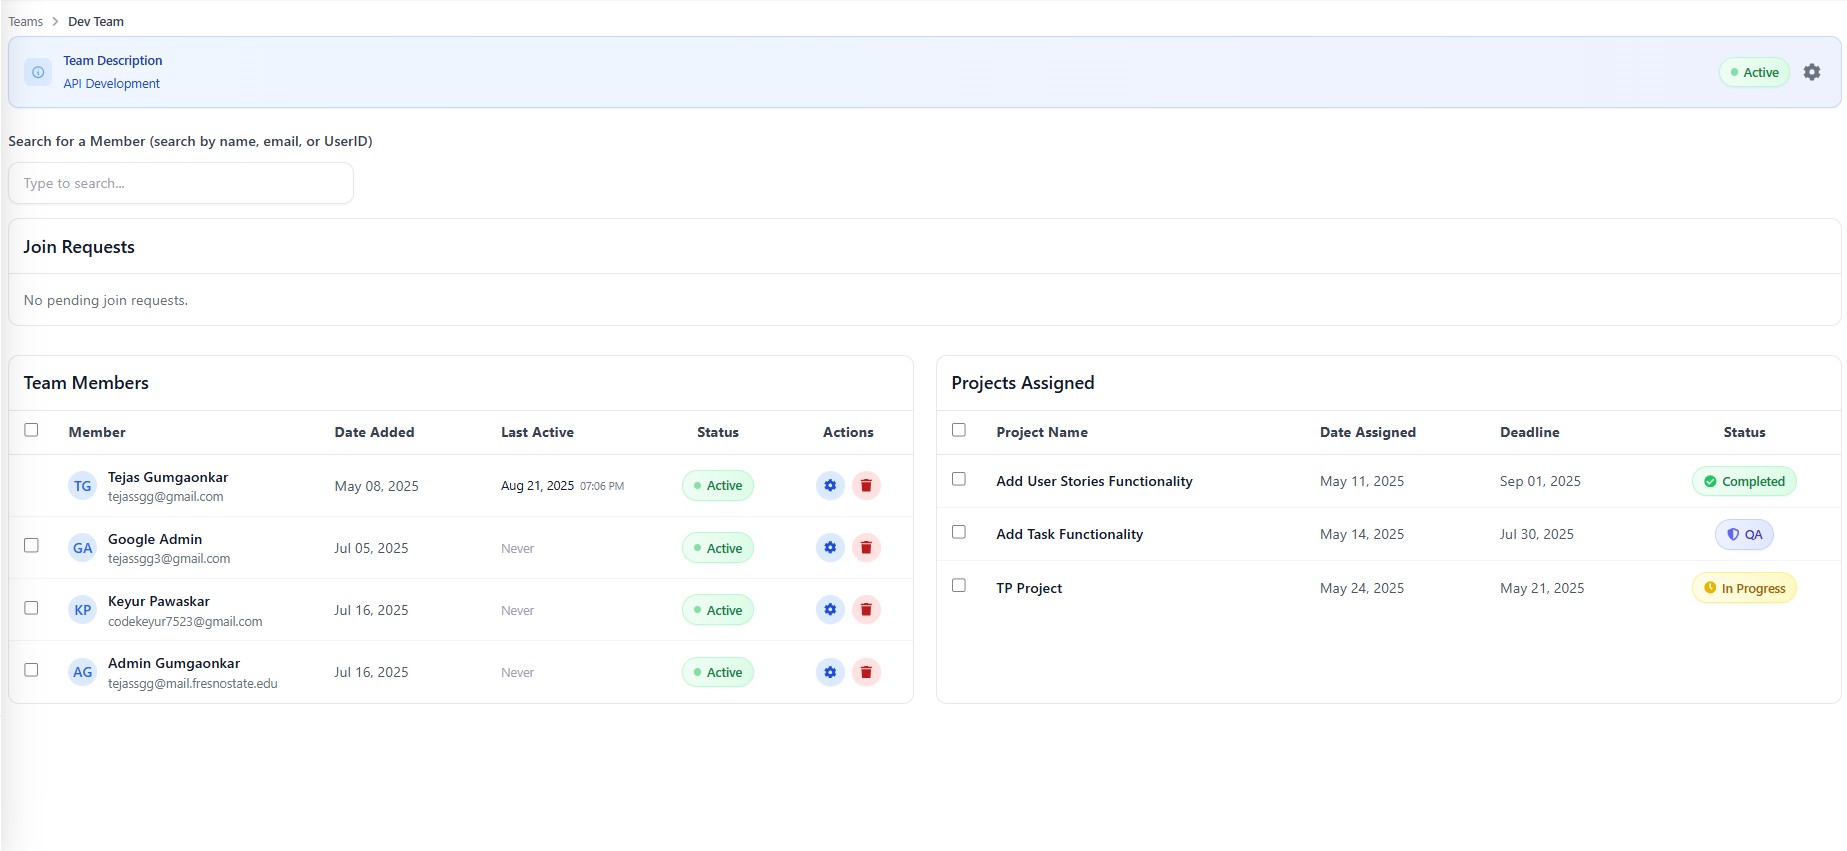 Teams > Dev Team
Team Description
API Development
Active
Search for a Member (search by name, email, or UserID)
Type to search...
Join Requests
No pending join requests.
Team Members
Member Date Added Last Active Status Actions
TG Tejas Gumgaonkar May 08, 2025 Aug 21, 2025 07:06 PM Active
tejassgg@gmail.com
GA Google Admin Jul 05, 2025 Never Active
tejassgg3@gmail.com
KP Keyur Pawaskar Jul 16, 2025 Never Active
codekeyur7523@gmail.com
AG Admin Gumgaonkar Jul 16, 2025 Never Active
tejassgg@mail.fresnostate.edu
Projects Assigned
Project Name Date Assigned Deadline Status
Add User Stories Functionality May 11, 2025 Sep 01, 2025 Completed
Add Task Functionality May 14, 2025 Jul 30, 2025 QA
TP Project May 24, 2025 May 21, 2025 In Progress